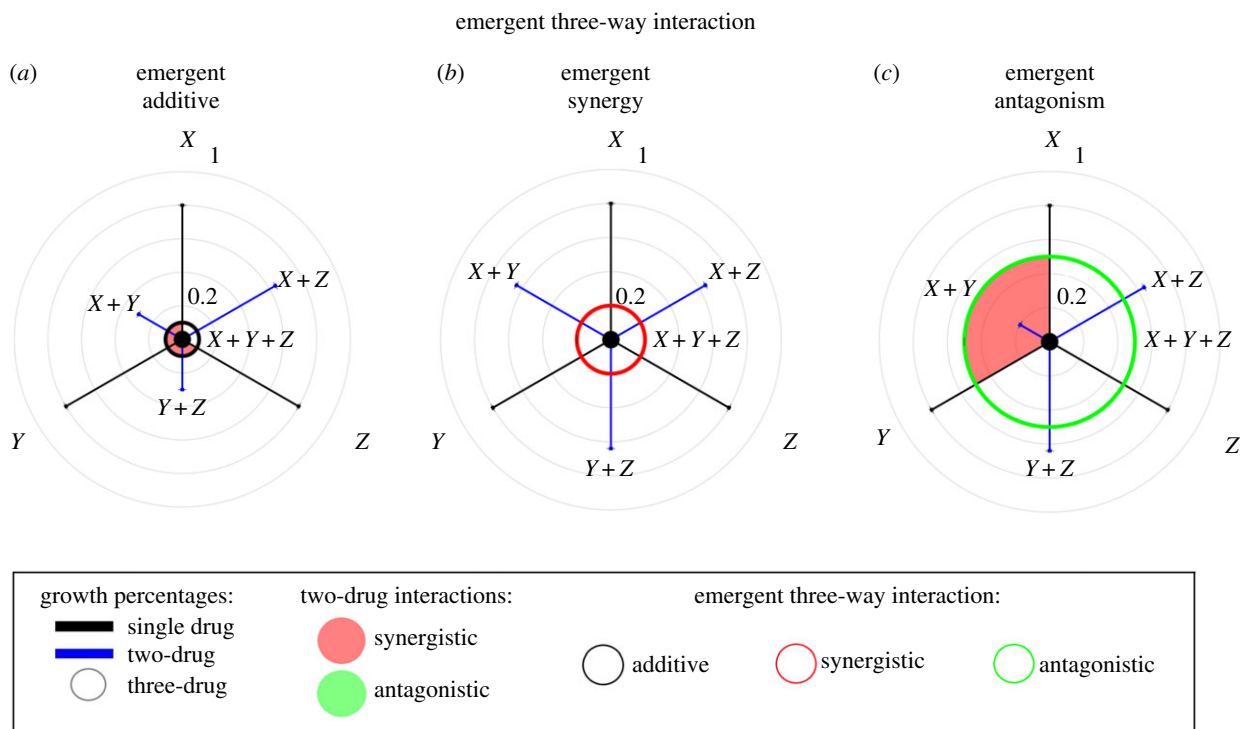 emergent three-way interaction
(a)
emergent
additive
X
1
0.2
X + Y
X + Z
X + Y + Z
Y + Z
Y
Z
(b)
emergent
synergy
X
1
X + Y
X + Z
0.2
X + Y + Z
Y + Z
Y
Z
(c)
emergent
antagonism
X
1
X + Y
X + Z
0.2
X + Y + Z
Y + Z
Y
Z
growth percentages:
single drug
two-drug
three-drug
two-drug interactions:
synergistic
antagonistic
emergent three-way interaction:
additive
synergistic
antagonistic